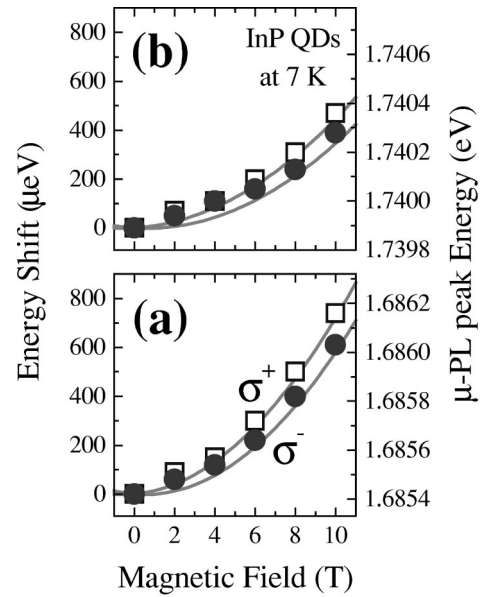 (b)
InP QDs
at 7 K
800
600
400
200
0
1.7406
1.7404
1.7402
1.7400
1.7398
Energy Shift (μeV)
μ-PL peak Energy (eV)
(a)
800
600
400
200
0
σ+
σ-
1.6862
1.6860
1.6858
1.6856
1.6854
0 2 4 6 8 10
Magnetic Field (T)